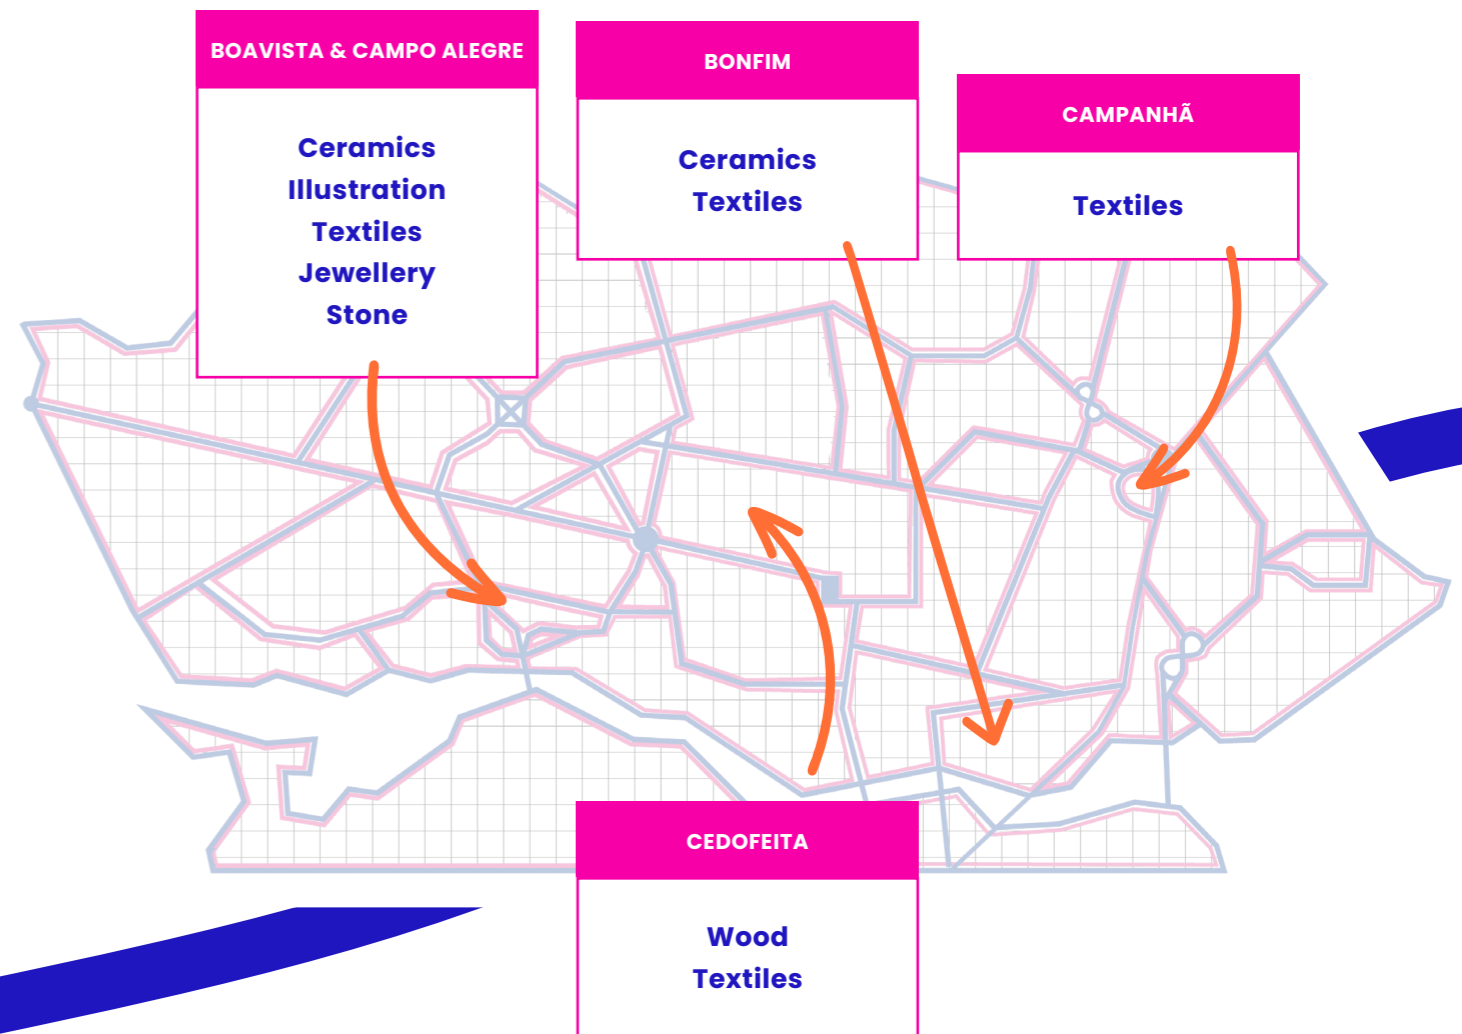 BOAVISTA & CAMPO ALEGRE
Ceramics
Illustration
Textiles
Jewellery
Stone
BONFIM
Ceramics
Textiles
CAMPANHÃ
Textiles
CEDOFEITA
Wood
Textiles